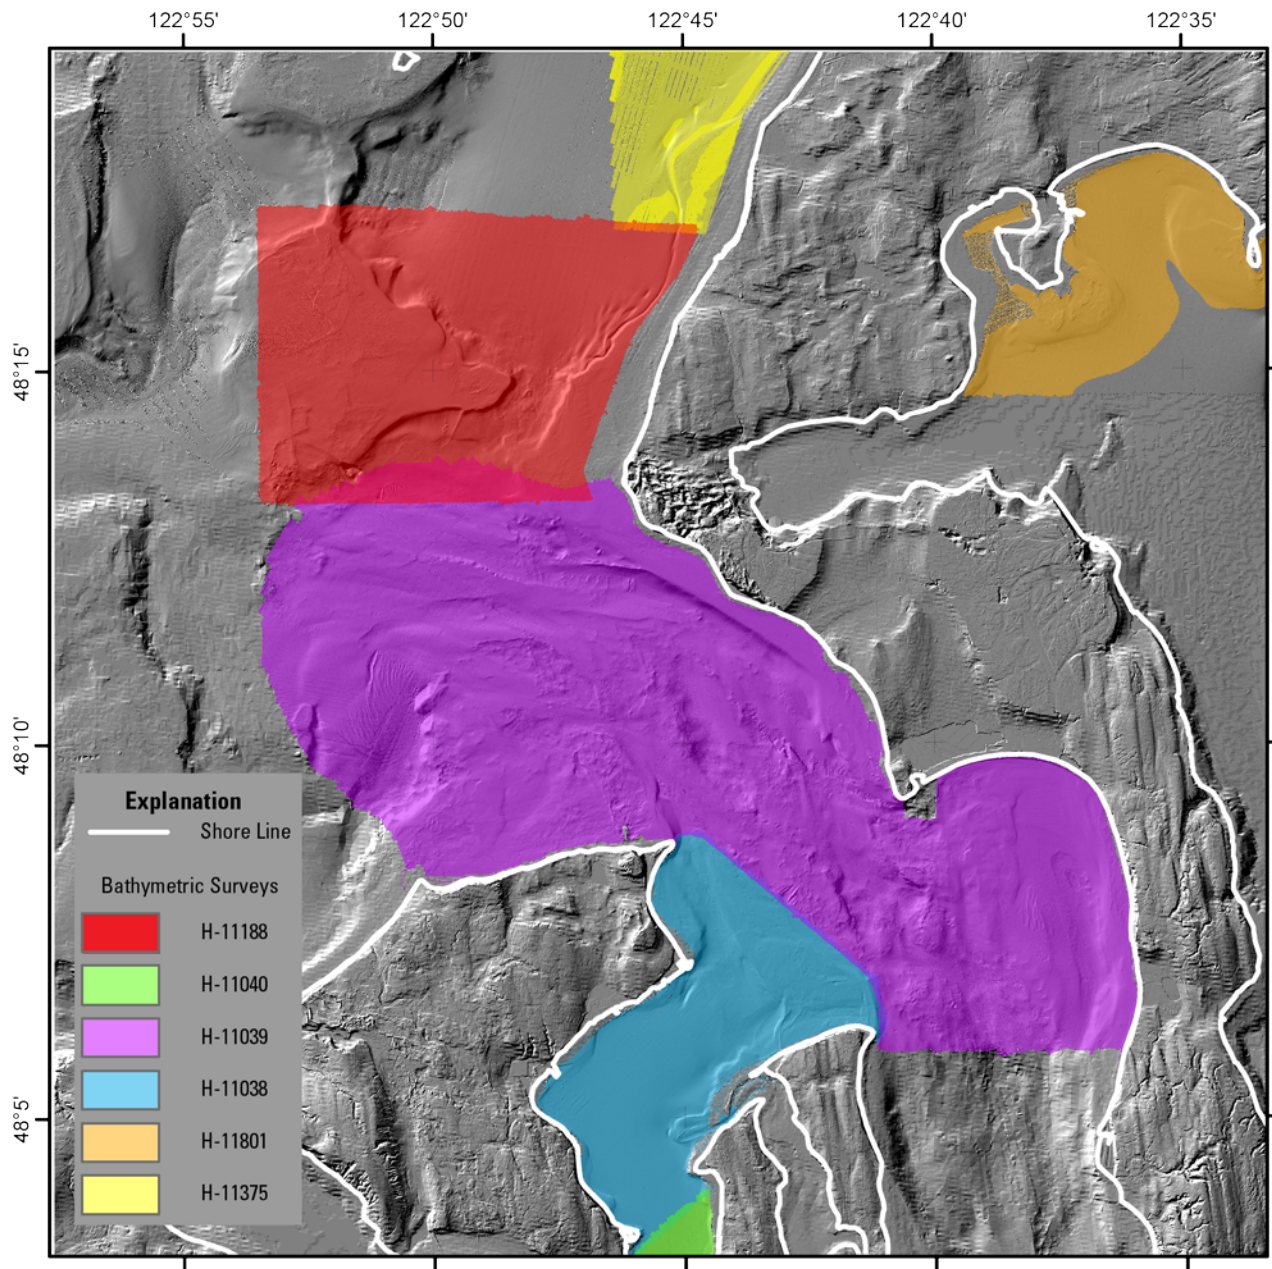 122°55'
122°50'
122°45'
122°40'
122°35'
48°15'
48°10'
48°5'
Explanation
Shore Line
Bathymetric Surveys
H-11188
H-11040
H-11039
H-11038
H-11801
H-11375